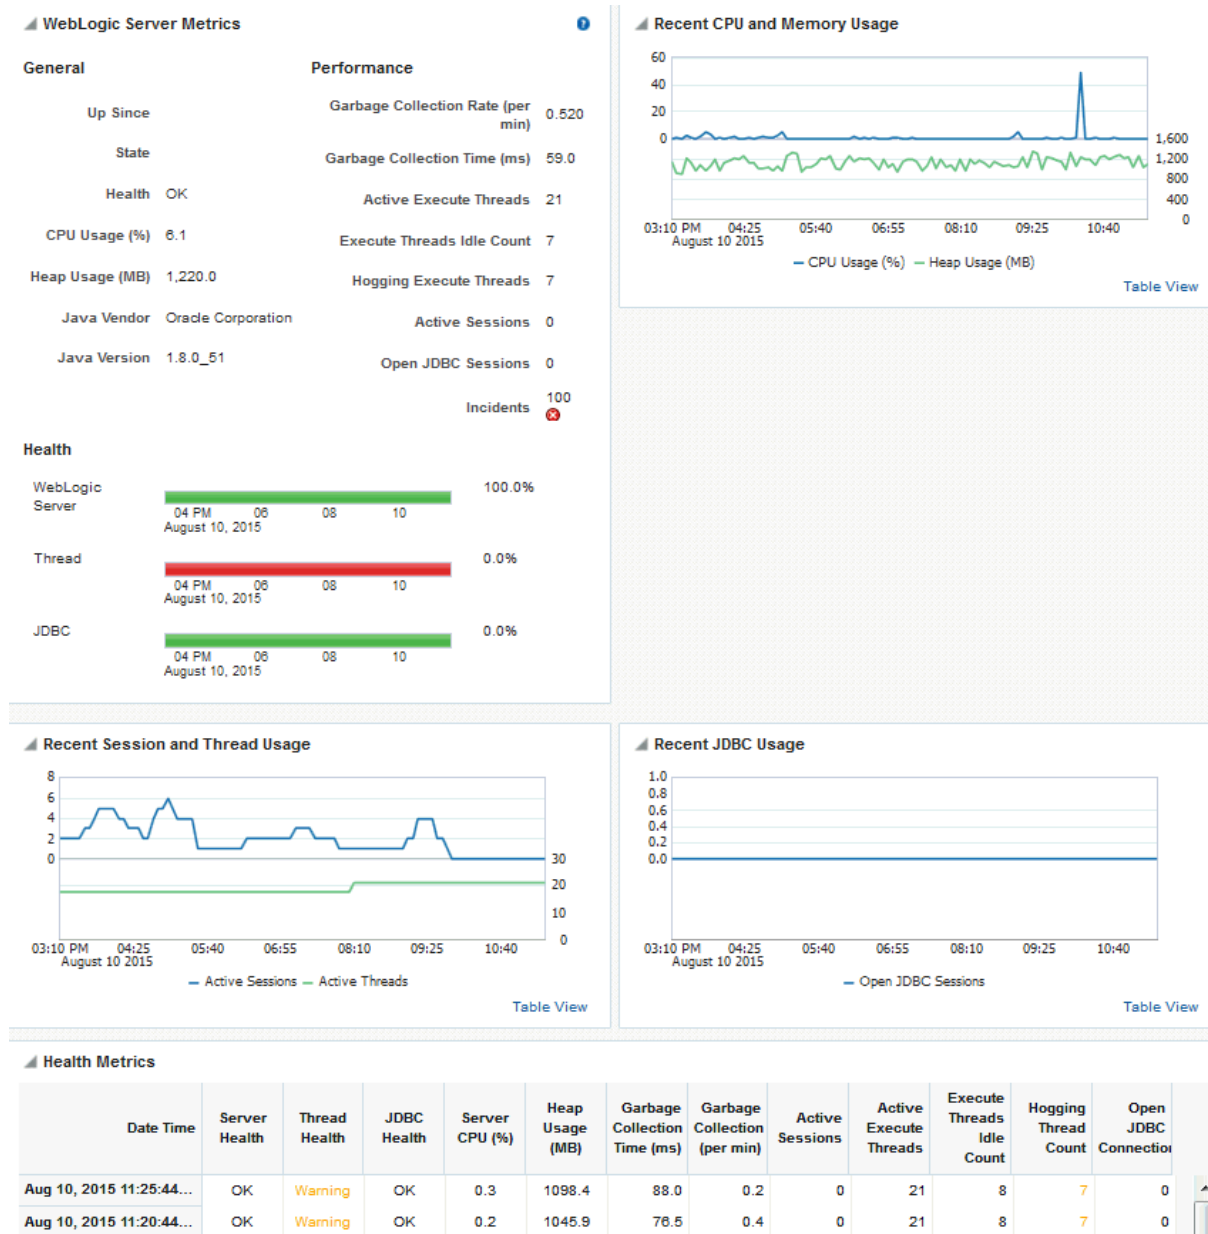 WebLogic Server Metrics
?
General
Performance
Up Since
Garbage Collection Rate (per
min)
0.520
State
Garbage Collection Time (ms) 59.0
Health OK
Active Execute Threads 21
CPU Usage (%) 6.1
Execute Threads Idle Count 7
Heap Usage (MB) 1,220.0
Hogging Execute Threads 7
Java Vendor Oracle Corporation
Active Sessions 0
Java Version 1.8.0_51
Open JDBC Sessions 0
Incidents 100
Health
WebLogic
Server
100.0%
04 PM 06 08 10
August 10, 2015
Thread
0.0%
04 PM 06 08 10
August 10, 2015
JDBC
0.0%
04 PM 06 08 10
August 10, 2015
Recent CPU and Memory Usage
60
40
20
0
1,600
1,200
800
400
0
03:10 PM 04:25 05:40 06:55 08:10 09:25 10:40
August 10 2015
CPU Usage (%) Heap Usage (MB)
Table View
Recent Session and Thread Usage
8
6
4
2
0
30
20
10
0
03:10 PM 04:25 05:40 06:55 08:10 09:25 10:40
August 10 2015
Active Sessions Active Threads
Table View
Recent JDBC Usage
1.0
0.8
0.6
0.4
0.2
0.0
03:10 PM 04:25 05:40 06:55 08:10 09:25 10:40
August 10 2015
Open JDBC Sessions
Table View
Health Metrics
Date Time
Server
Health
Thread
Health
JDBC
Health
Server
CPU (%)
Heap
Usage
(MB)
Garbage
Collection
Time (ms)
Garbage
Collection
(per min)
Active
Sessions
Active
Execute
Threads
Execute
Threads
Idle
Count
Hogging
Thread
Count
Open
JDBC
Connection
Aug 10, 2015 11:25:44... OK Warning OK 0.3 1098.4 88.0 0.2 0 21 8 7 0
Aug 10, 2015 11:20:44... OK Warning OK 0.2 1045.9 76.5 0.4 0 21 8 7 0